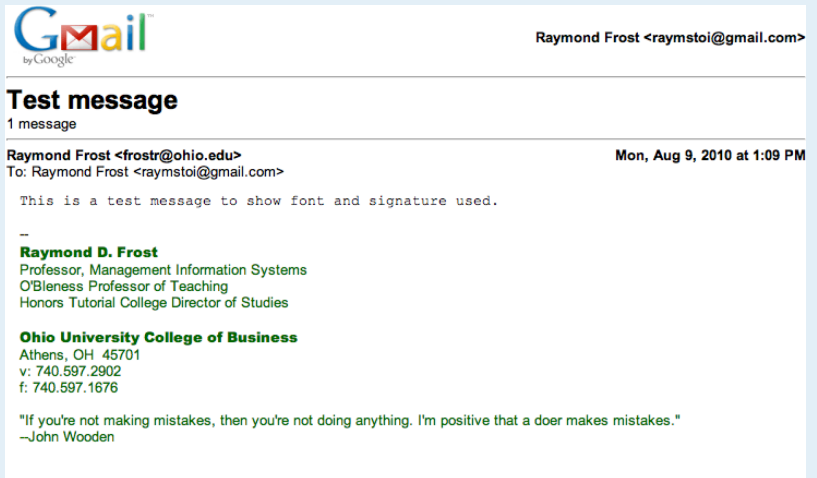 Gmail
by Google
Raymond Frost <raymstoi@gmail.com>
Test message
1 message
Raymond Frost <frostr@ohio.edu> Mon, Aug 9, 2010 at 1:09 PM
To: Raymond Frost <raymstoi@gmail.com>
This is a test message to show font and signature used.
--
Raymond D. Frost
Professor, Management Information Systems
O'Bleness Professor of Teaching
Honors Tutorial College Director of Studies
Ohio University College of Business
Athens, OH  45701
v: 740.597.2902
f: 740.597.1676
"If you're not making mistakes, then you're not doing anything. I'm positive that a doer makes mistakes."
--John Wooden